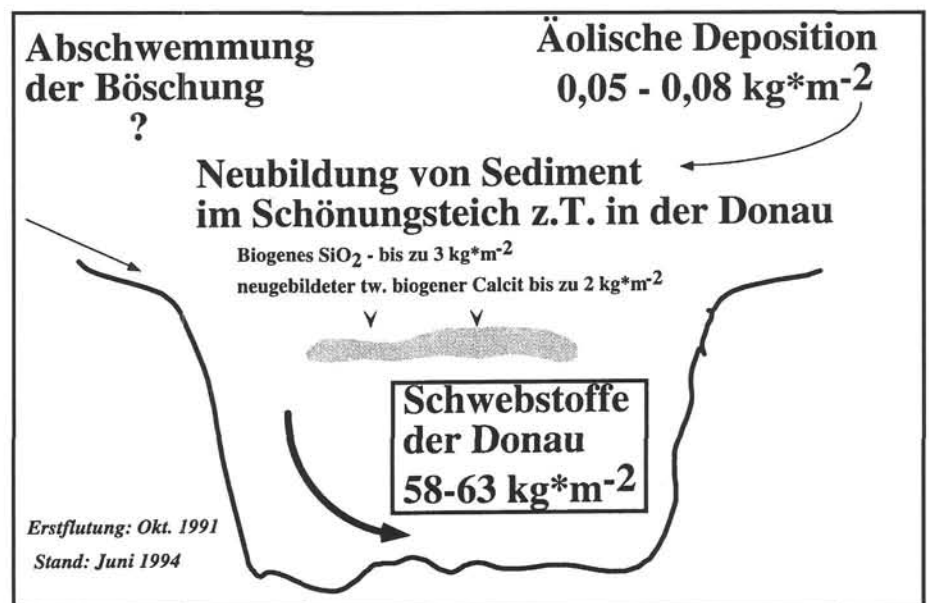 Abschwemmung
der Böschung
?
Äolische Deposition
0,05 - 0,08 kg*m-2
Neubildung von Sediment
im Schönungsteich z.T. in der Donau
Biogenes SiO2 - bis zu 3 kg*m-2
neugebildeter tw. biogener Calcit bis zu 2 kg*m-2
Schwebstoffe
der Donau
58-63 kg*m-2
Erstflutung: Okt. 1991
Stand: Juni 1994